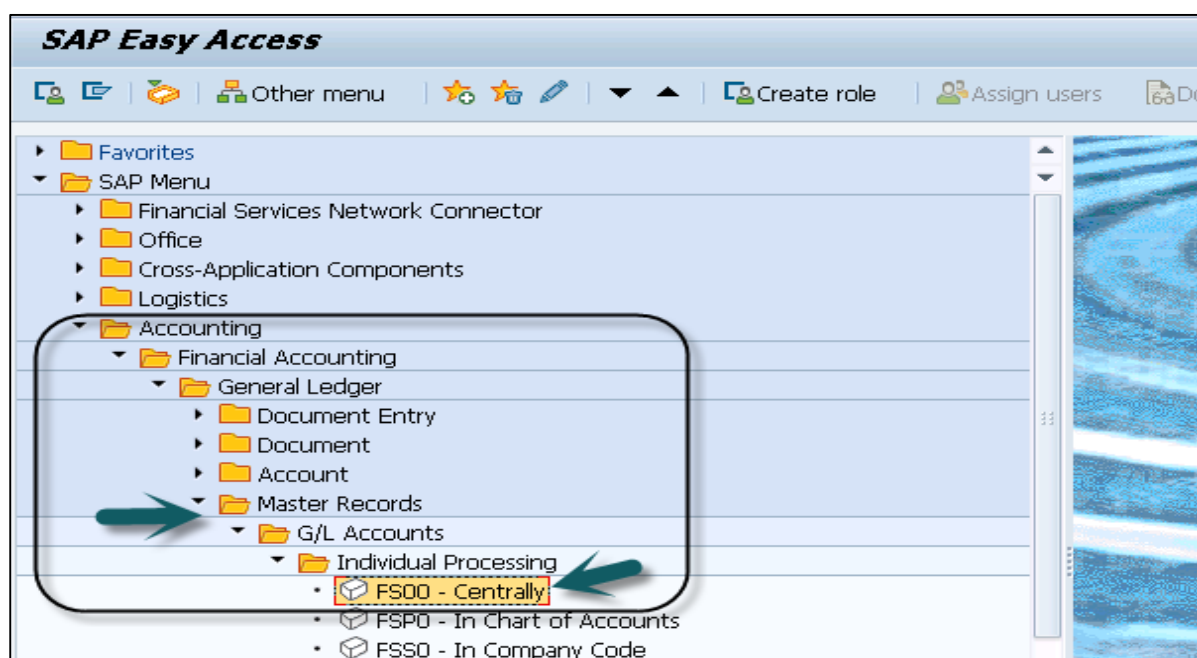 SAP Easy Access
Other menu Create role Assign users
Favorites
SAP Menu
Financial Services Network Connector
Office
Cross-Application Components
Logistics
Accounting
Financial Accounting
General Ledger
Document Entry
Document
Account
Master Records
G/L Accounts
Individual Processing
FS00 - Centrally
FSP0 - In Chart of Accounts
FSS0 - In Company Code